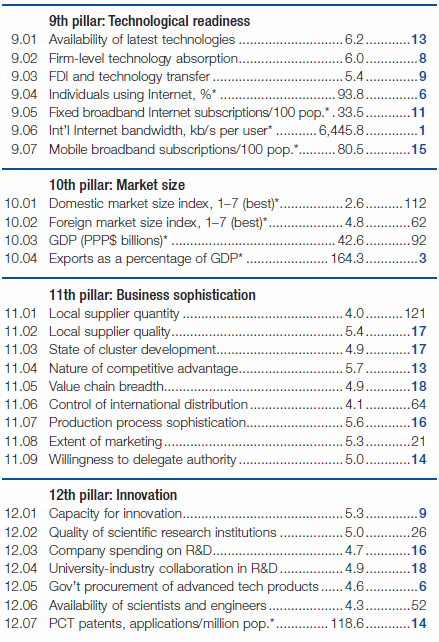 9th pillar: Technological readiness
9.01 Availability of latest technologies ................................ 6.2 ............ 13
9.02 Firm-level technology absorption ................................ 6.0 .............. 8
9.03 FDI and technology transfer ................................ 5.4 .............. 9
9.04 Individuals using Internet, %* ................................ 93.8 .............. 6
9.05 Fixed broadband Internet subscriptions/100 pop.* . 33.5 ............ 11
9.06 Int'l Internet bandwidth, kb/s per user* ............ 6,445.8 .............. 1
9.07 Mobile broadband subscriptions/100 pop.* .......... 80.5 ............ 15
10th pillar: Market size
10.01 Domestic market size index, 1–7 (best)* ................ 2.6 .......... 112
10.02 Foreign market size index, 1–7 (best)* .................. 4.8 ............ 62
10.03 GDP (PPP$ billions)* ................................ 42.6 ............ 92
10.04 Exports as a percentage of GDP* .................... 164.3 .............. 3
11th pillar: Business sophistication
11.01 Local supplier quantity ................................ 4.0 .......... 121
11.02 Local supplier quality ................................ 5.4 ............ 17
11.03 State of cluster development ................................ 4.9 ............ 17
11.04 Nature of competitive advantage ................................ 5.7 ............ 13
11.05 Value chain breadth ................................ 4.9 ............ 18
11.06 Control of international distribution ........................ 4.1 ............ 64
11.07 Production process sophistication ........................ 5.6 ............ 16
11.08 Extent of marketing ................................ 5.3 ............ 21
11.09 Willingness to delegate authority ........................ 5.0 ............ 14
12th pillar: Innovation
12.01 Capacity for innovation ................................ 5.3 .............. 9
12.02 Quality of scientific research institutions ................ 5.0 ............ 26
12.03 Company spending on R&D ................................ 4.7 ............ 16
12.04 University-industry collaboration in R&D ................ 4.9 ............ 18
12.05 Gov't procurement of advanced tech products ...... 4.6 .............. 6
12.06 Availability of scientists and engineers .................. 4.3 ............ 52
12.07 PCT patents, applications/million pop.* ............ 118.6 ............ 14